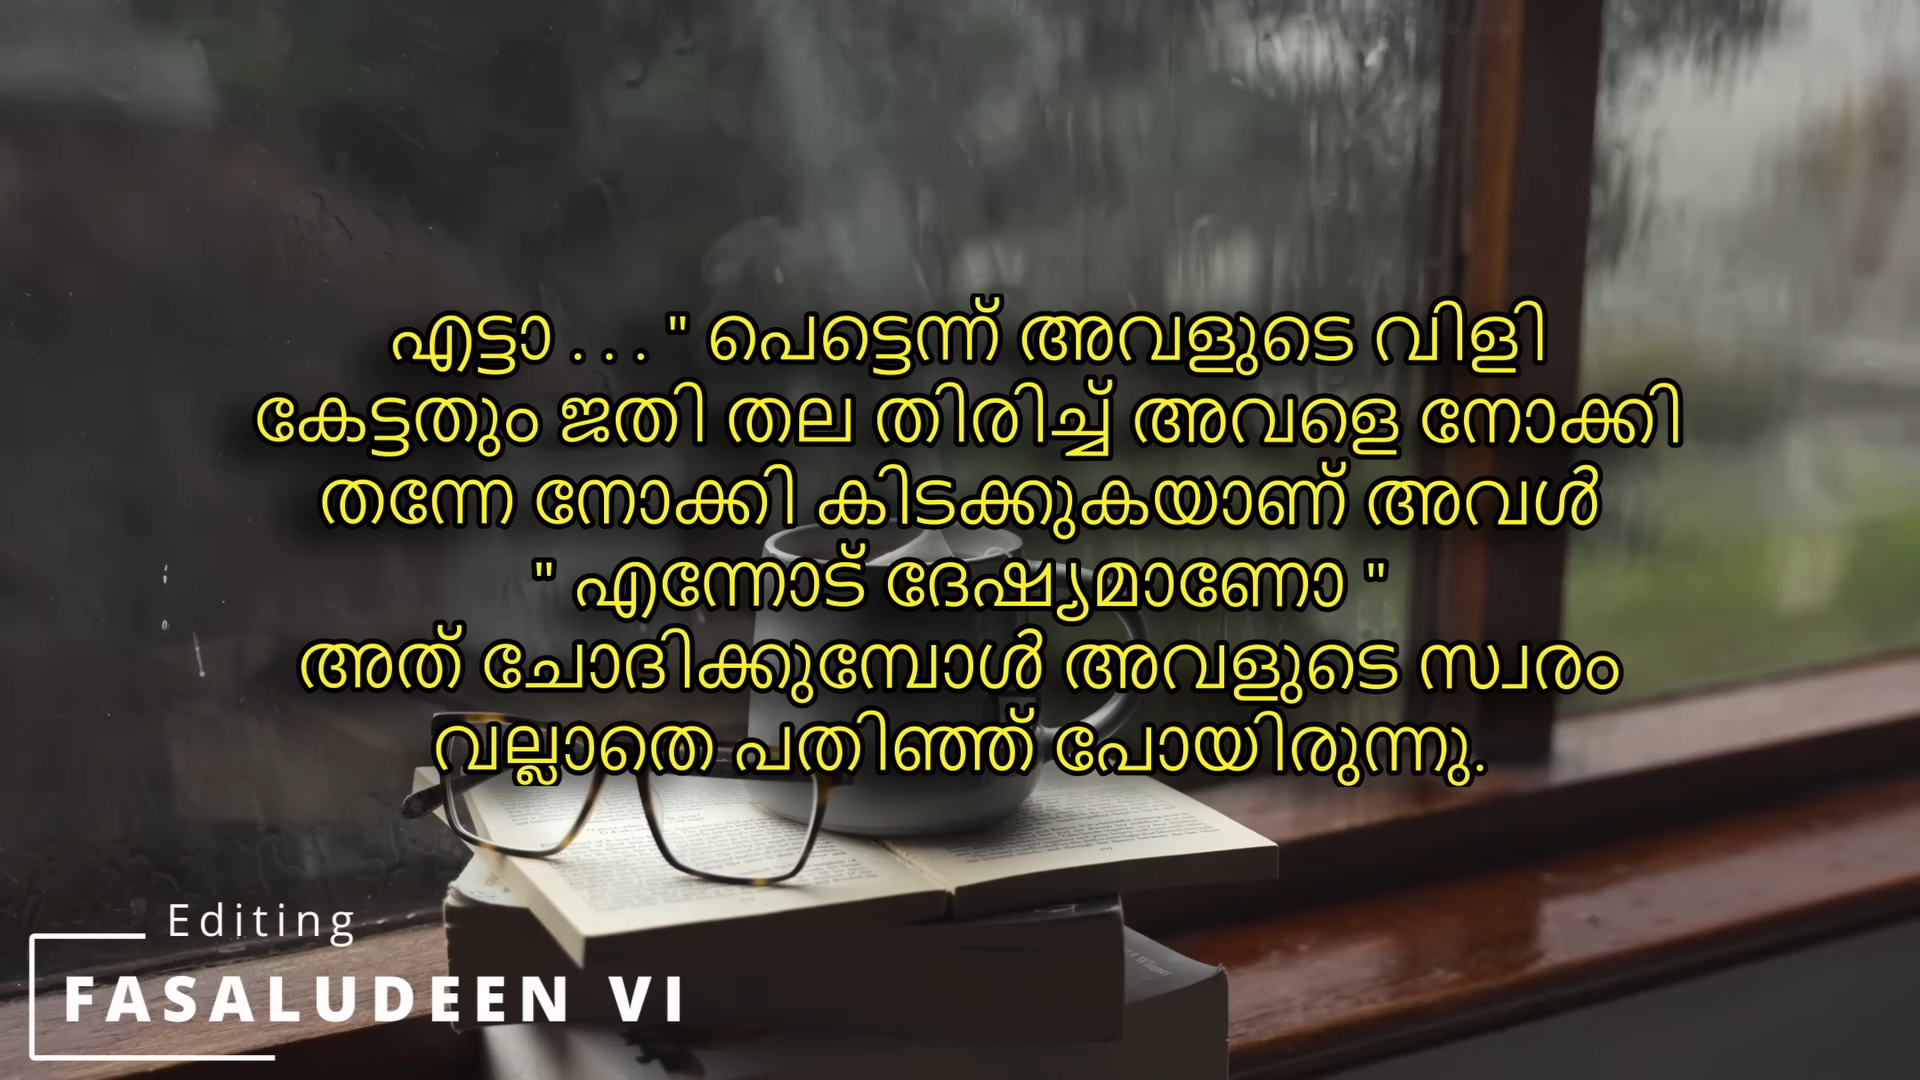 എട്ടാ . . . " പെട്ടെന്ന് അവളുടെ വിളി
കേട്ടതും ജതി തല തിരിച്ച് അവളെ നോക്കി
തന്നേ നോക്കി കിടക്കുകയാണ് അവൾ
" എന്നോട് ദേഷ്യമാണോ "
അത് ചോദിക്കുമ്പോൾ അവളുടെ സ്വരം
വല്ലാതെ പതിഞ്ഞ് പോയിരുന്നു.
Editing
FASALUDEEN VI